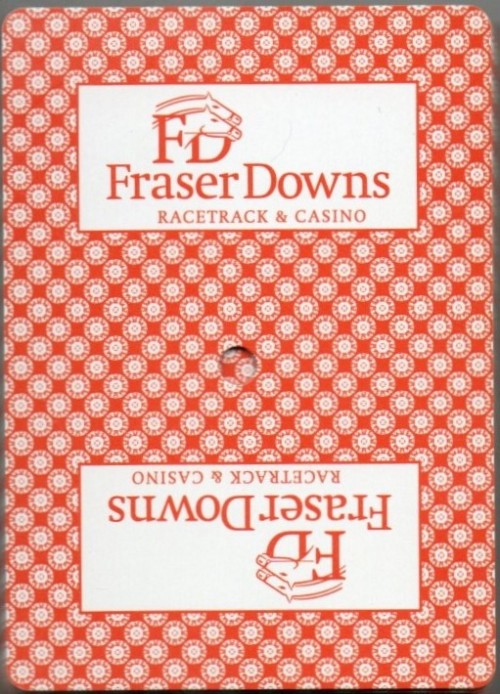 FD
Fraser Downs
RACETRACK & CASINO
RACETRACK & CASINO
Fraser Downs
FD